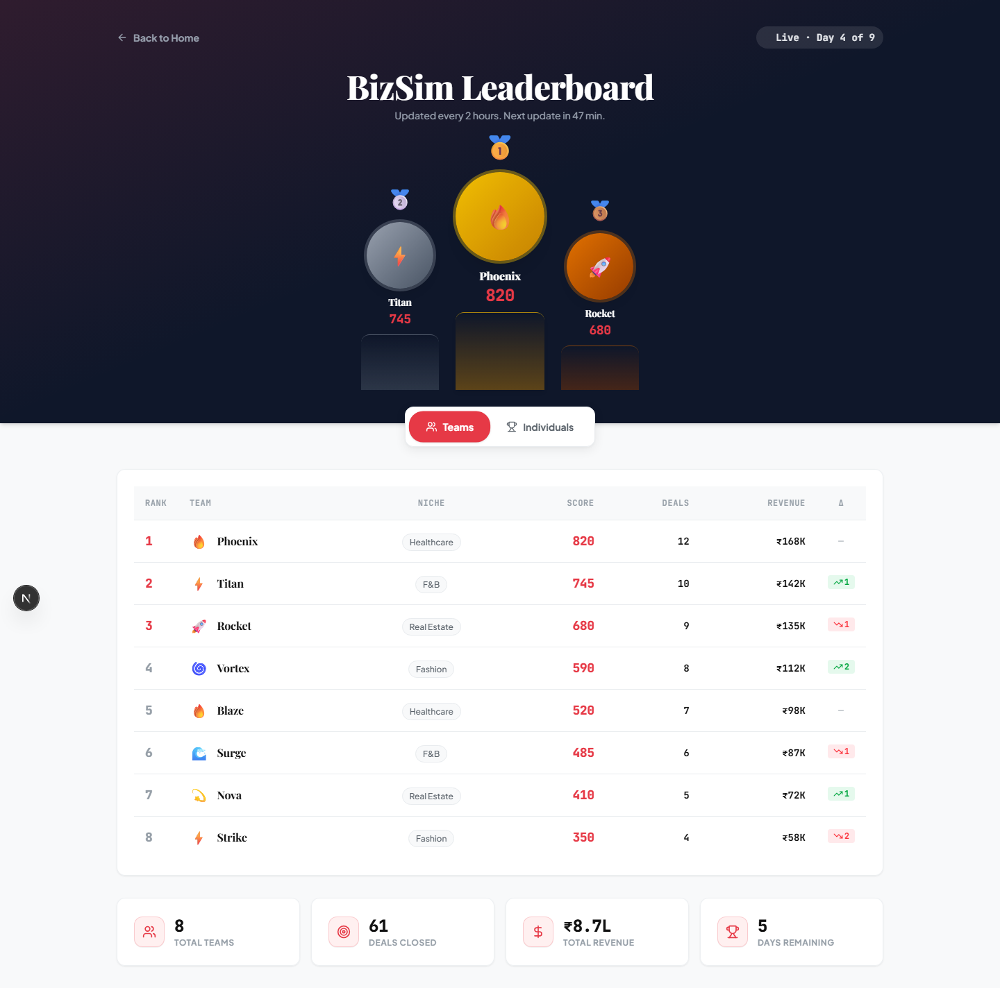 Back to Home
Live · Day 4 of 9
BizSim Leaderboard
Updated every 2 hours. Next update in 47 min.
1
2
3
Phoenix
820
Titan
745
Rocket
680
Teams
Individuals
RANK TEAM NICHE SCORE DEALS REVENUE Δ
1 Phoenix Healthcare 820 12 ₹168K —
2 Titan F&B 745 10 ₹142K 1
3 Rocket Real Estate 680 9 ₹135K 1
4 Vortex Fashion 590 8 ₹112K 2
5 Blaze Healthcare 520 7 ₹98K —
6 Surge F&B 485 6 ₹87K 1
7 Nova Real Estate 410 5 ₹72K 1
8 Strike Fashion 350 4 ₹58K 2
N
8
TOTAL TEAMS
61
DEALS CLOSED
₹8.7L
TOTAL REVENUE
5
DAYS REMAINING